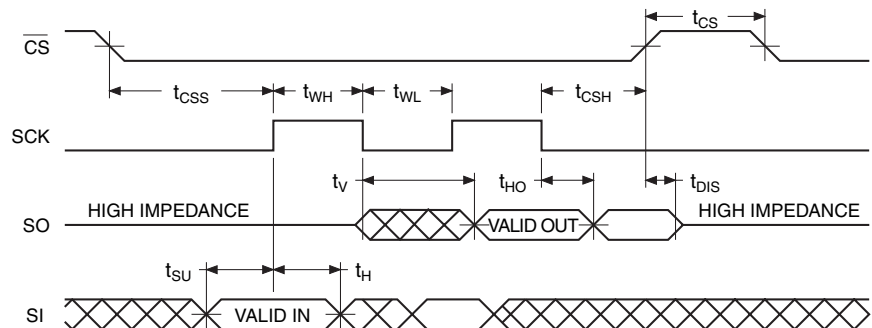 t_CS
C̅S̅
t_CSS t_WH t_WL t_CSH
SCK
t_V t_HO t_DIS
HIGH IMPEDANCE HIGH IMPEDANCE
SO VALID OUT
t_SU t_H
SI VALID IN